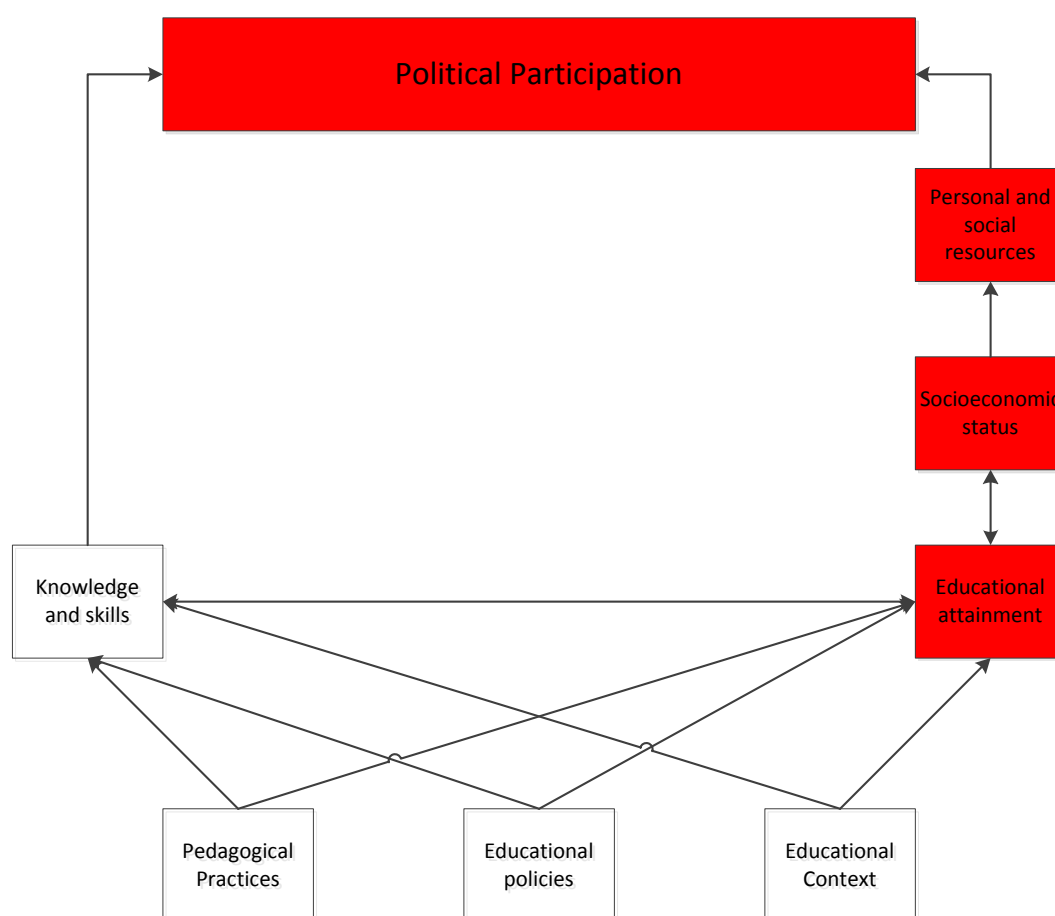 Political Participation
Personal and
social
resources
Socioeconomic
status
Knowledge
and skills
Educational
attainment
Pedagogical
Practices
Educational
policies
Educational
Context